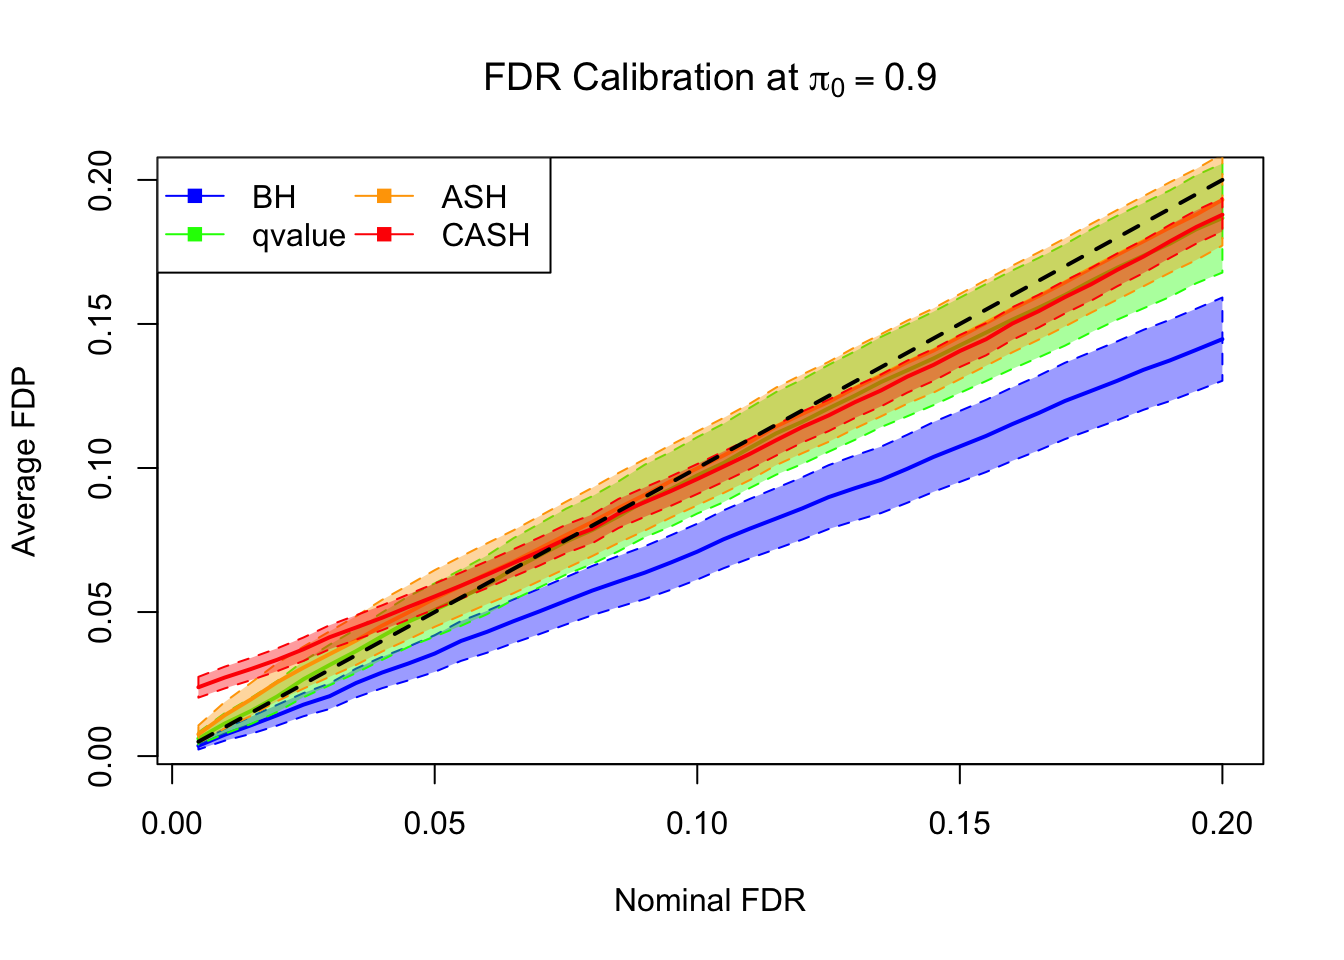 FDR Calibration at π0 = 0.9
BH ASH
qvalue CASH
0.20
0.15
0.10
0.05
0.00
Average FDP
0.00 0.05 0.10 0.15 0.20
Nominal FDR